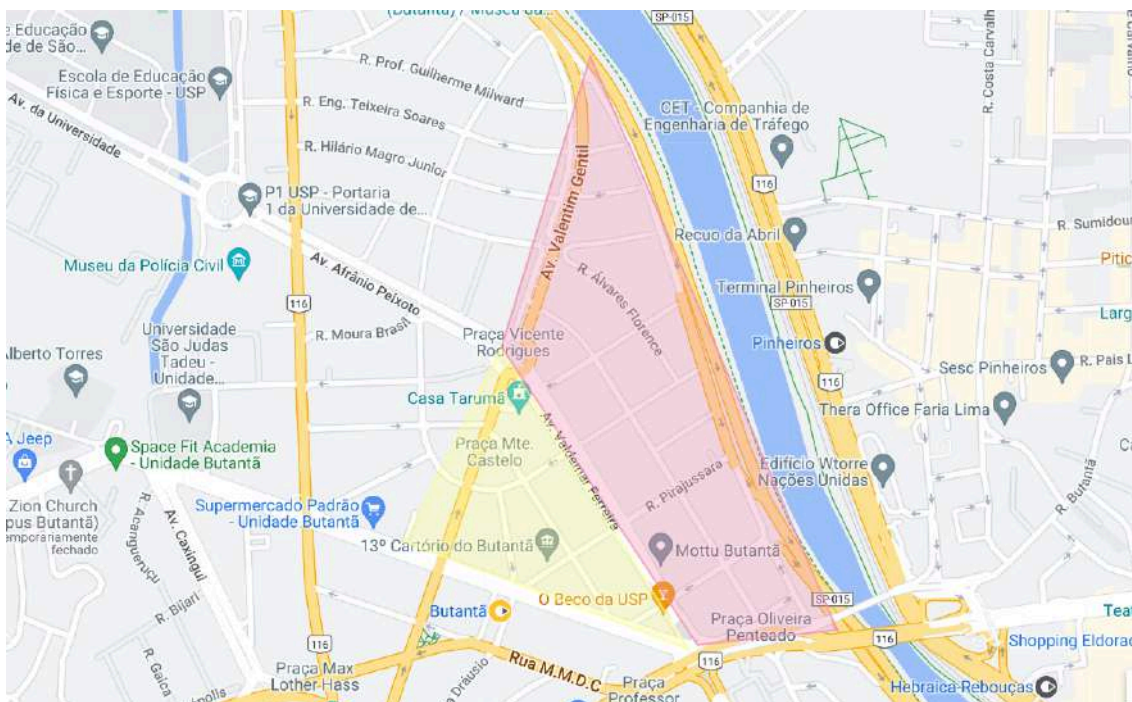 (Butantã) / Museu da...
e Educação
de de São...
Escola de Educação
Física e Esporte - USP
Av. da Universidade
R. Prof. Guilherme Milward
R. Eng. Teixeira Soares
R. Hilário Magro Junior
P1 USP - Portaria
1 da Universidade de...
Museu da Polícia Civil
Av. Afrânio Peixoto
116
R. Moura Brasil
Universidade
São Judas
Tadeu -
Unidade...
Alberto Torres
A Jeep
Space Fit Academia
- Unidade Butantã
Zion Church
pus Butantã)
temporariamente
fechado
R. Acangueruçu
Av. Caxingui
R. Bijari
R. Gaica
Supermercado Padrão
- Unidade Butantã
116
Praça Max
Lother Hass
Av. Valentim Gentil
R. Álvares Florence
Praça Vicente
Rodrigues
Casa Tarumã
Praça Mte.
Castelo
Av. Valdemar Ferreira
R. Pirajussara
13º Cartório do Butantã
Mottu Butantã
O Beco da USP
Butantã
Praça Oliveira
Penteado
116
Rua M.M.D.C
Dráusio
Praça
Professor
SP-015
CET - Companhia de
Engenharia de Tráfego
R. Costa Carvalh
116
R. Sumidour
Recuo da Abril
Pitic
Terminal Pinheiros
SP-015
Larg
Pinheiros
Sesc Pinheiros
R. Pais L
116
Thera Office Faria Lima
Edifício Wtorre
Nações Unidas
R. Butantã
SP-015
116
Teat
Shopping Eldorad
Hebraica-Rebouças